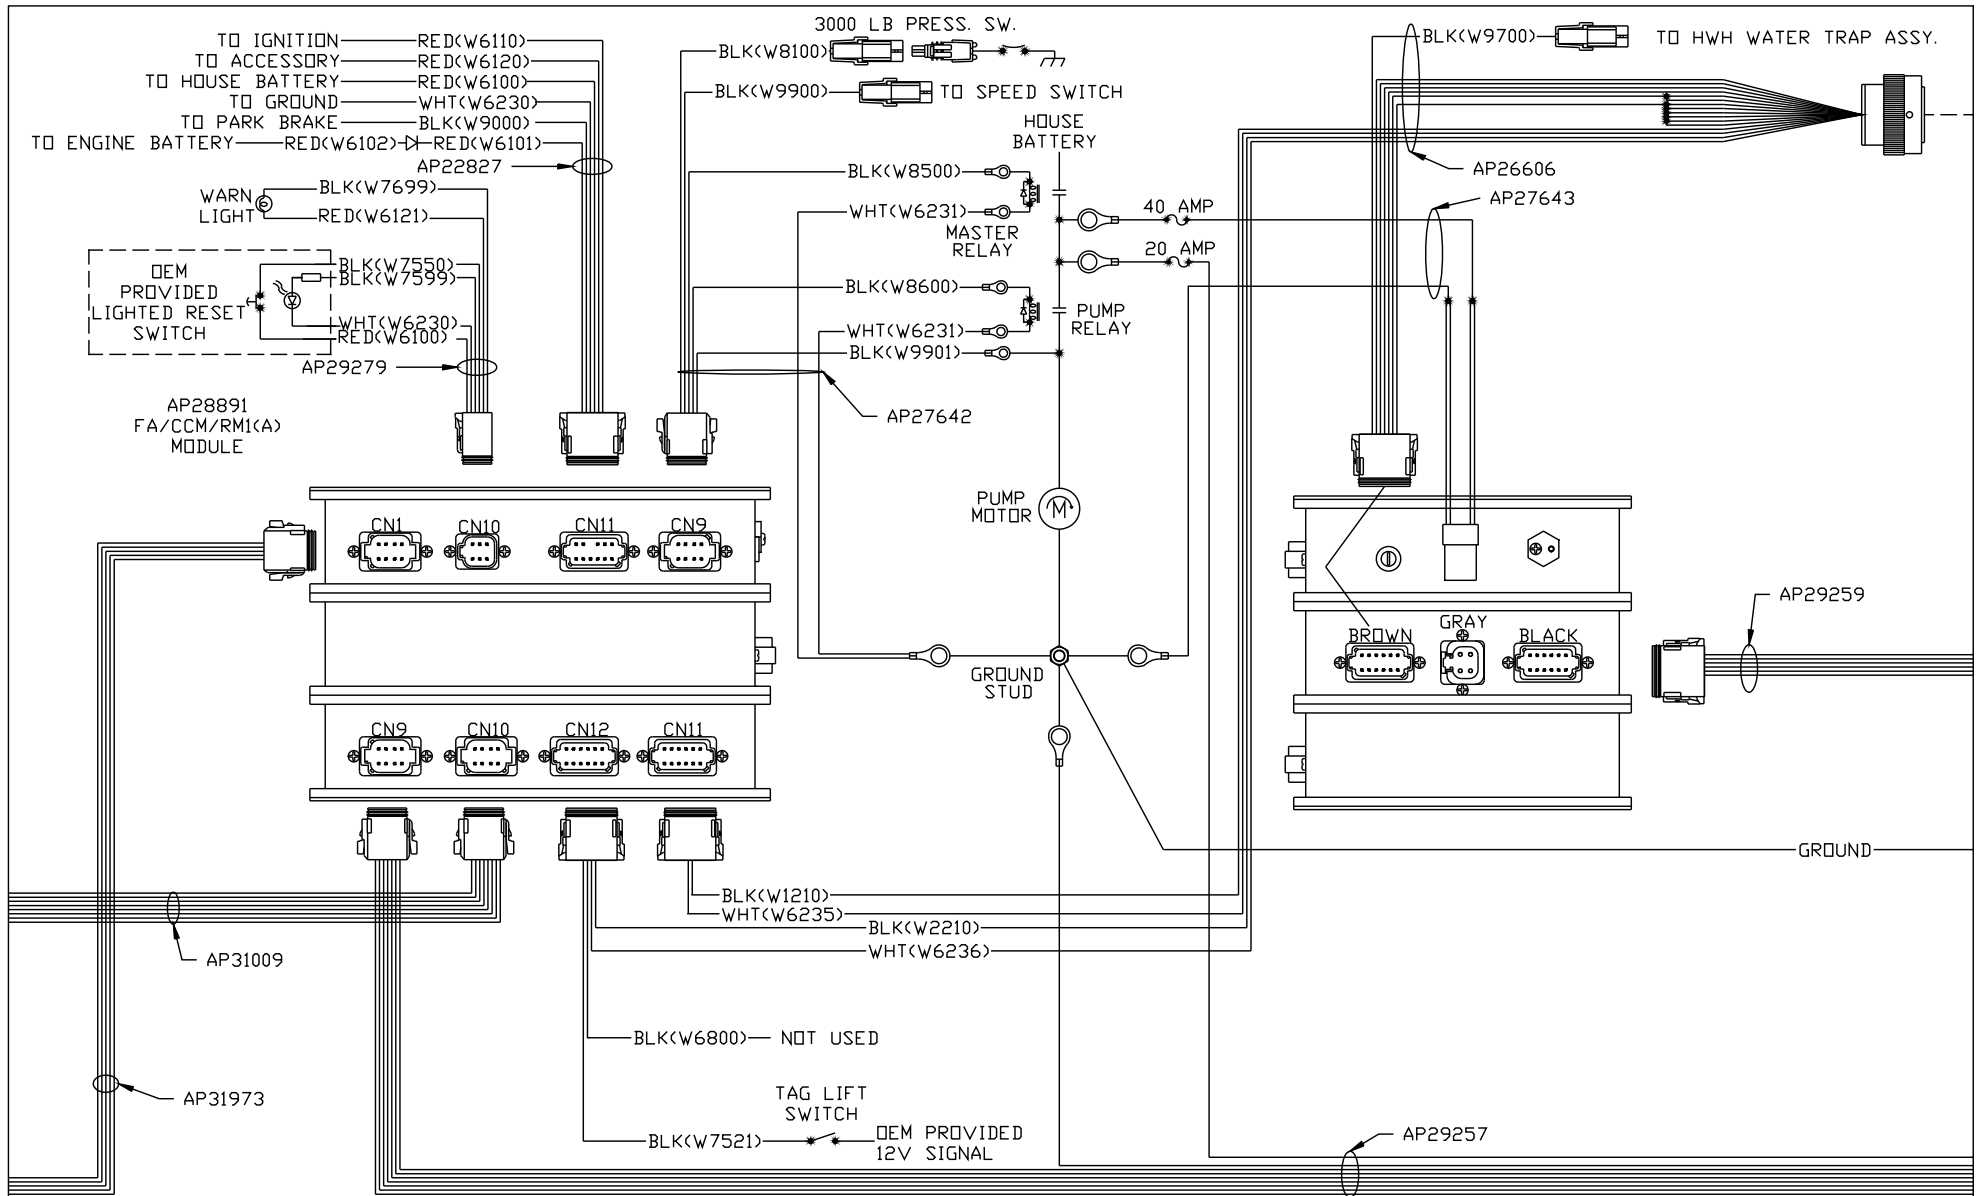 3000 LB PRESS. SW.
TO IGNITION RED(W6110)
TO ACCESSORY RED(W6120)
TO HOUSE BATTERY RED(W6100)
TO GROUND WHT(W6230)
TO PARK BRAKE BLK(W9000)
TO ENGINE BATTERY RED(W6102) RED(W6101)
AP22827
BLK(W8100)
BLK(W9900) TO SPEED SWITCH
BLK(W9700) TO HWH WATER TRAP ASSY.
HOUSE
BATTERY
AP26606
AP27643
WARN
LIGHT
BLK(W7699)
RED(W6121)
BLK(W8500)
WHT(W6231)
MASTER
RELAY
40 AMP
20 AMP
OEM
PROVIDED
LIGHTED RESET
SWITCH
BLK(W7550)
BLK(W7599)
WHT(W6230)
RED(W6100)
AP29279
BLK(W8600)
WHT(W6231)
BLK(W9901)
PUMP
RELAY
AP27642
AP28891
FA/CCM/RM1(A)
MODULE
PUMP
MOTOR
M
CN1 CN10 CN11 CN9
GROUND
STUD
BROWN GRAY BLACK
AP29259
CN9 CN10 CN12 CN11
GROUND
BLK(W1210)
WHT(W6235)
BLK(W2210)
WHT(W6236)
AP31009
BLK(W6800) NOT USED
AP31973
TAG LIFT
SWITCH
BLK(W7521)
OEM PROVIDED
12V SIGNAL
AP29257